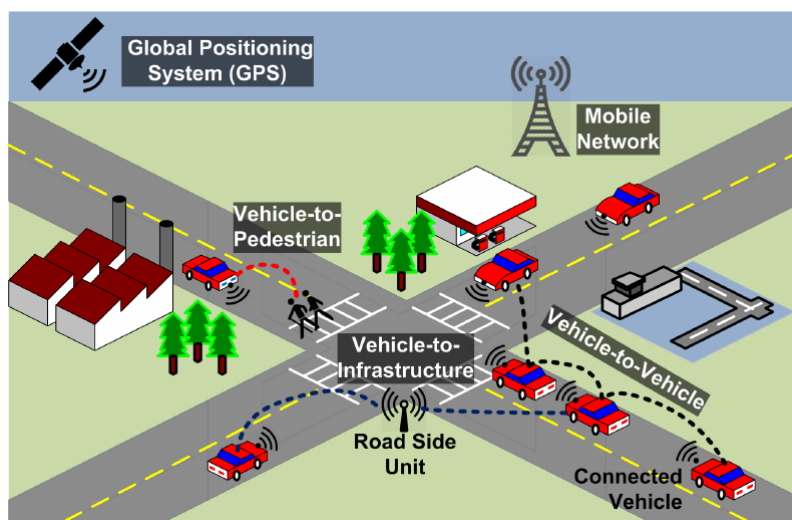 Global Positioning
System (GPS)
Mobile
Network
Vehicle-to-
Pedestrian
Vehicle-to-
Infrastructure
Vehicle-to-Vehicle
Road Side
Unit
Connected
Vehicle